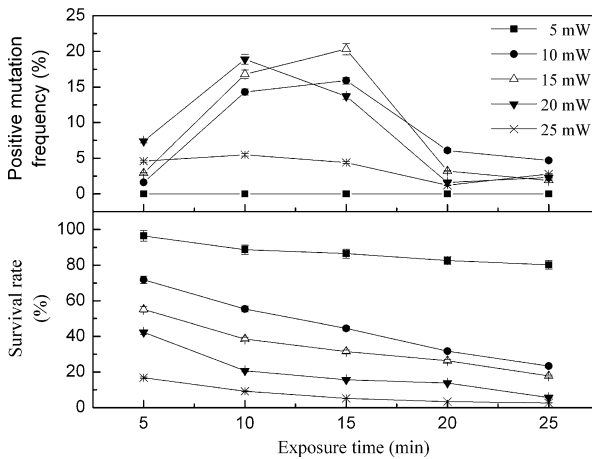 Positive mutation
frequency (%)
25
20
15
10
5
0
5 mW
10 mW
15 mW
20 mW
25 mW
Survival rate
(%)
100
80
60
40
20
0
5 10 15 20 25
Exposure time (min)